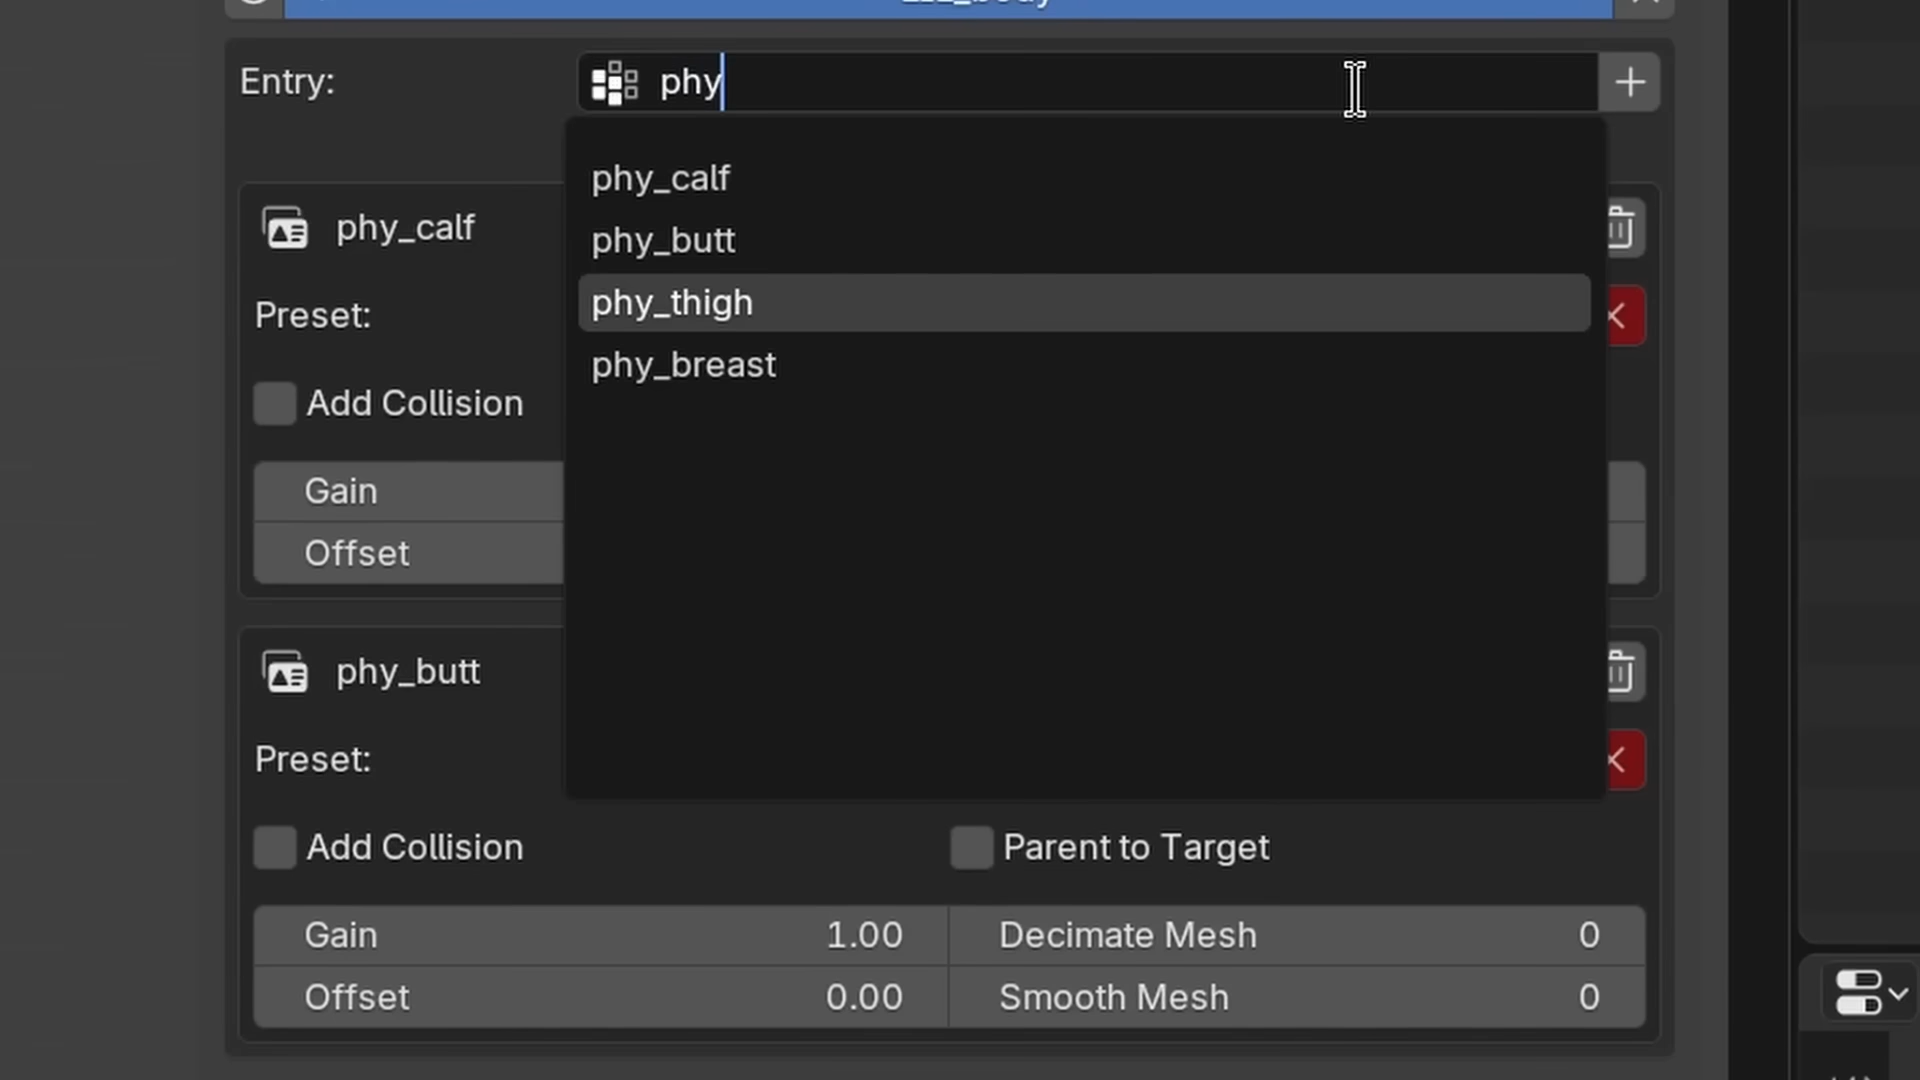 Entry:
phy
phy_calf
phy_butt
phy_thigh
phy_breast
phy_calf
Preset:
Add Collision
Gain
Offset
phy_butt
Preset:
Add Collision
Parent to Target
Gain 1.00 Decimate Mesh 0
Offset 0.00 Smooth Mesh 0